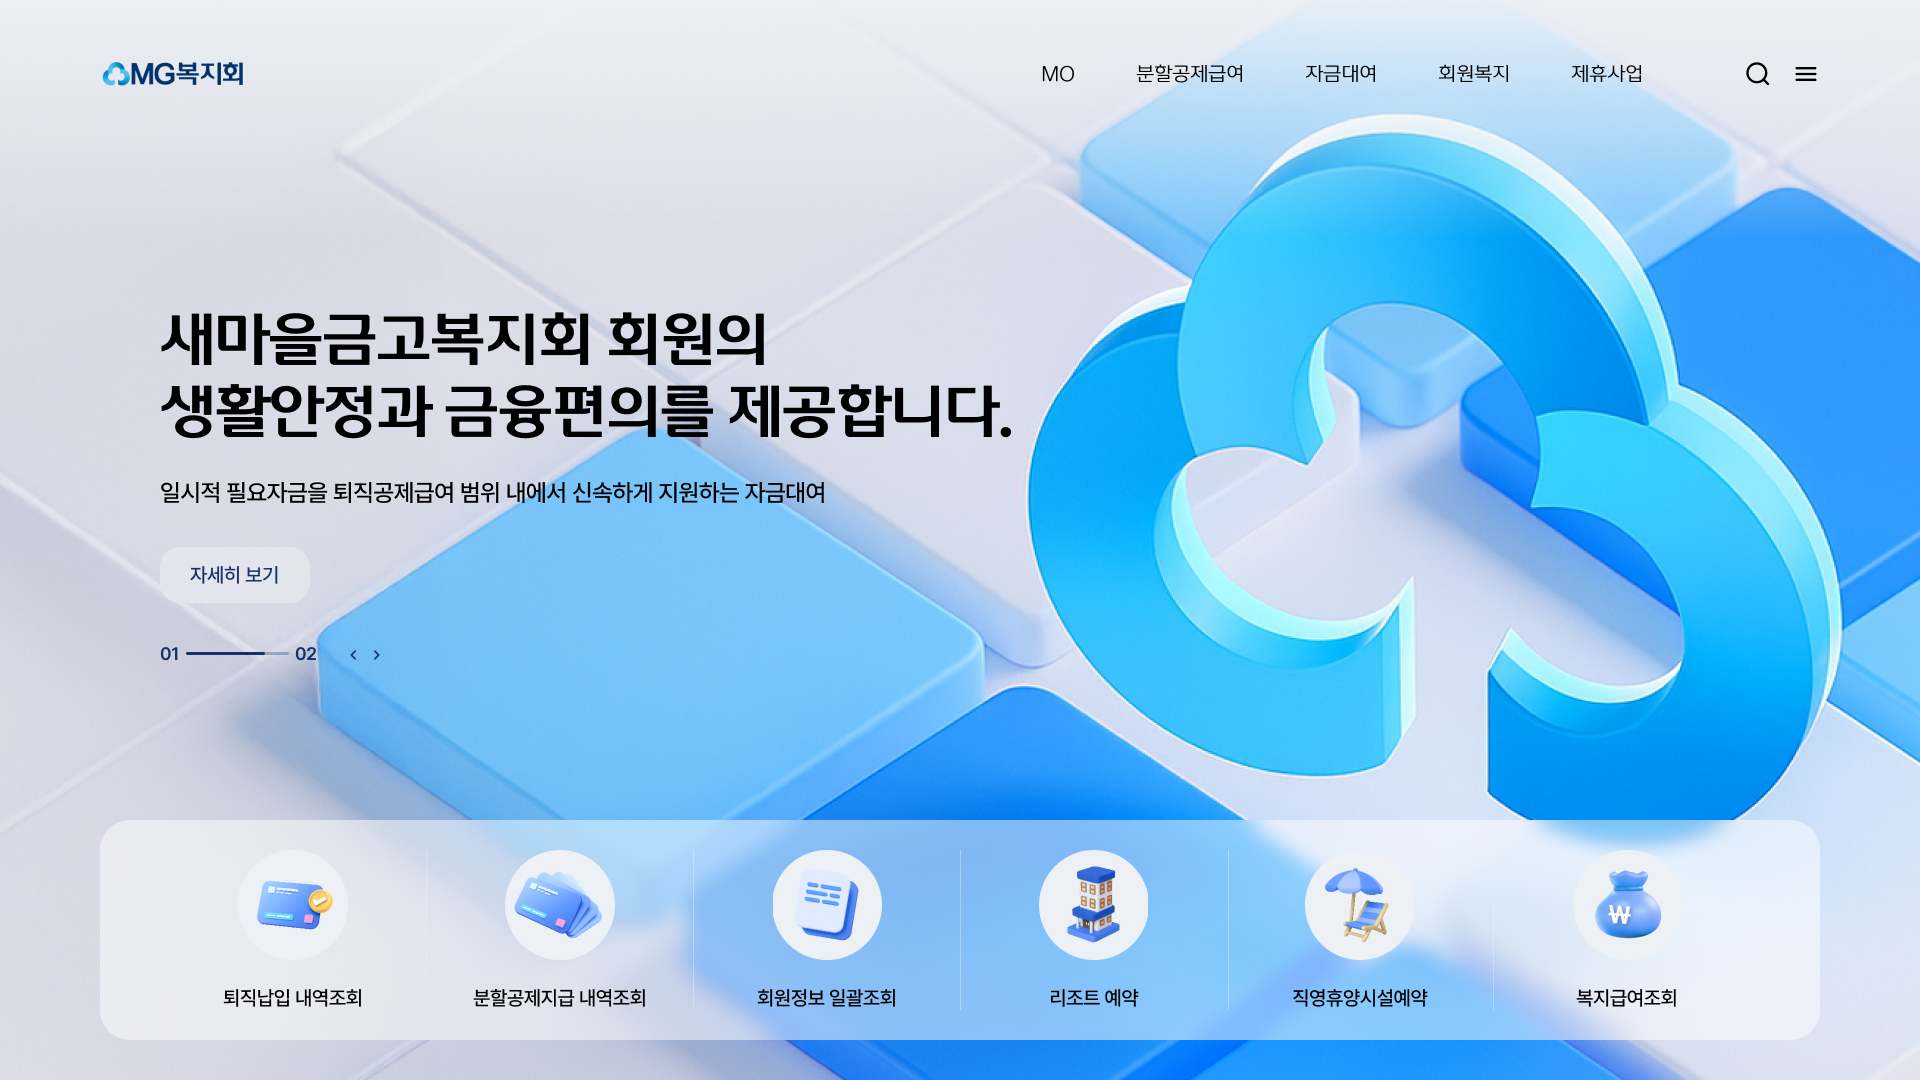 MG복지회
MO 분할공제급여 자금대여 회원복지 제휴사업
새마을금고복지회 회원의
생활안정과 금융편의를 제공합니다.
일시적 필요자금을 퇴직공제급여 범위 내에서 신속하게 지원하는 자금대여
자세히 보기
01 02
퇴직납입 내역조회
분할공제지급 내역조회
회원정보 일괄조회
리조트 예약
직영휴양시설예약
₩
복지급여조회